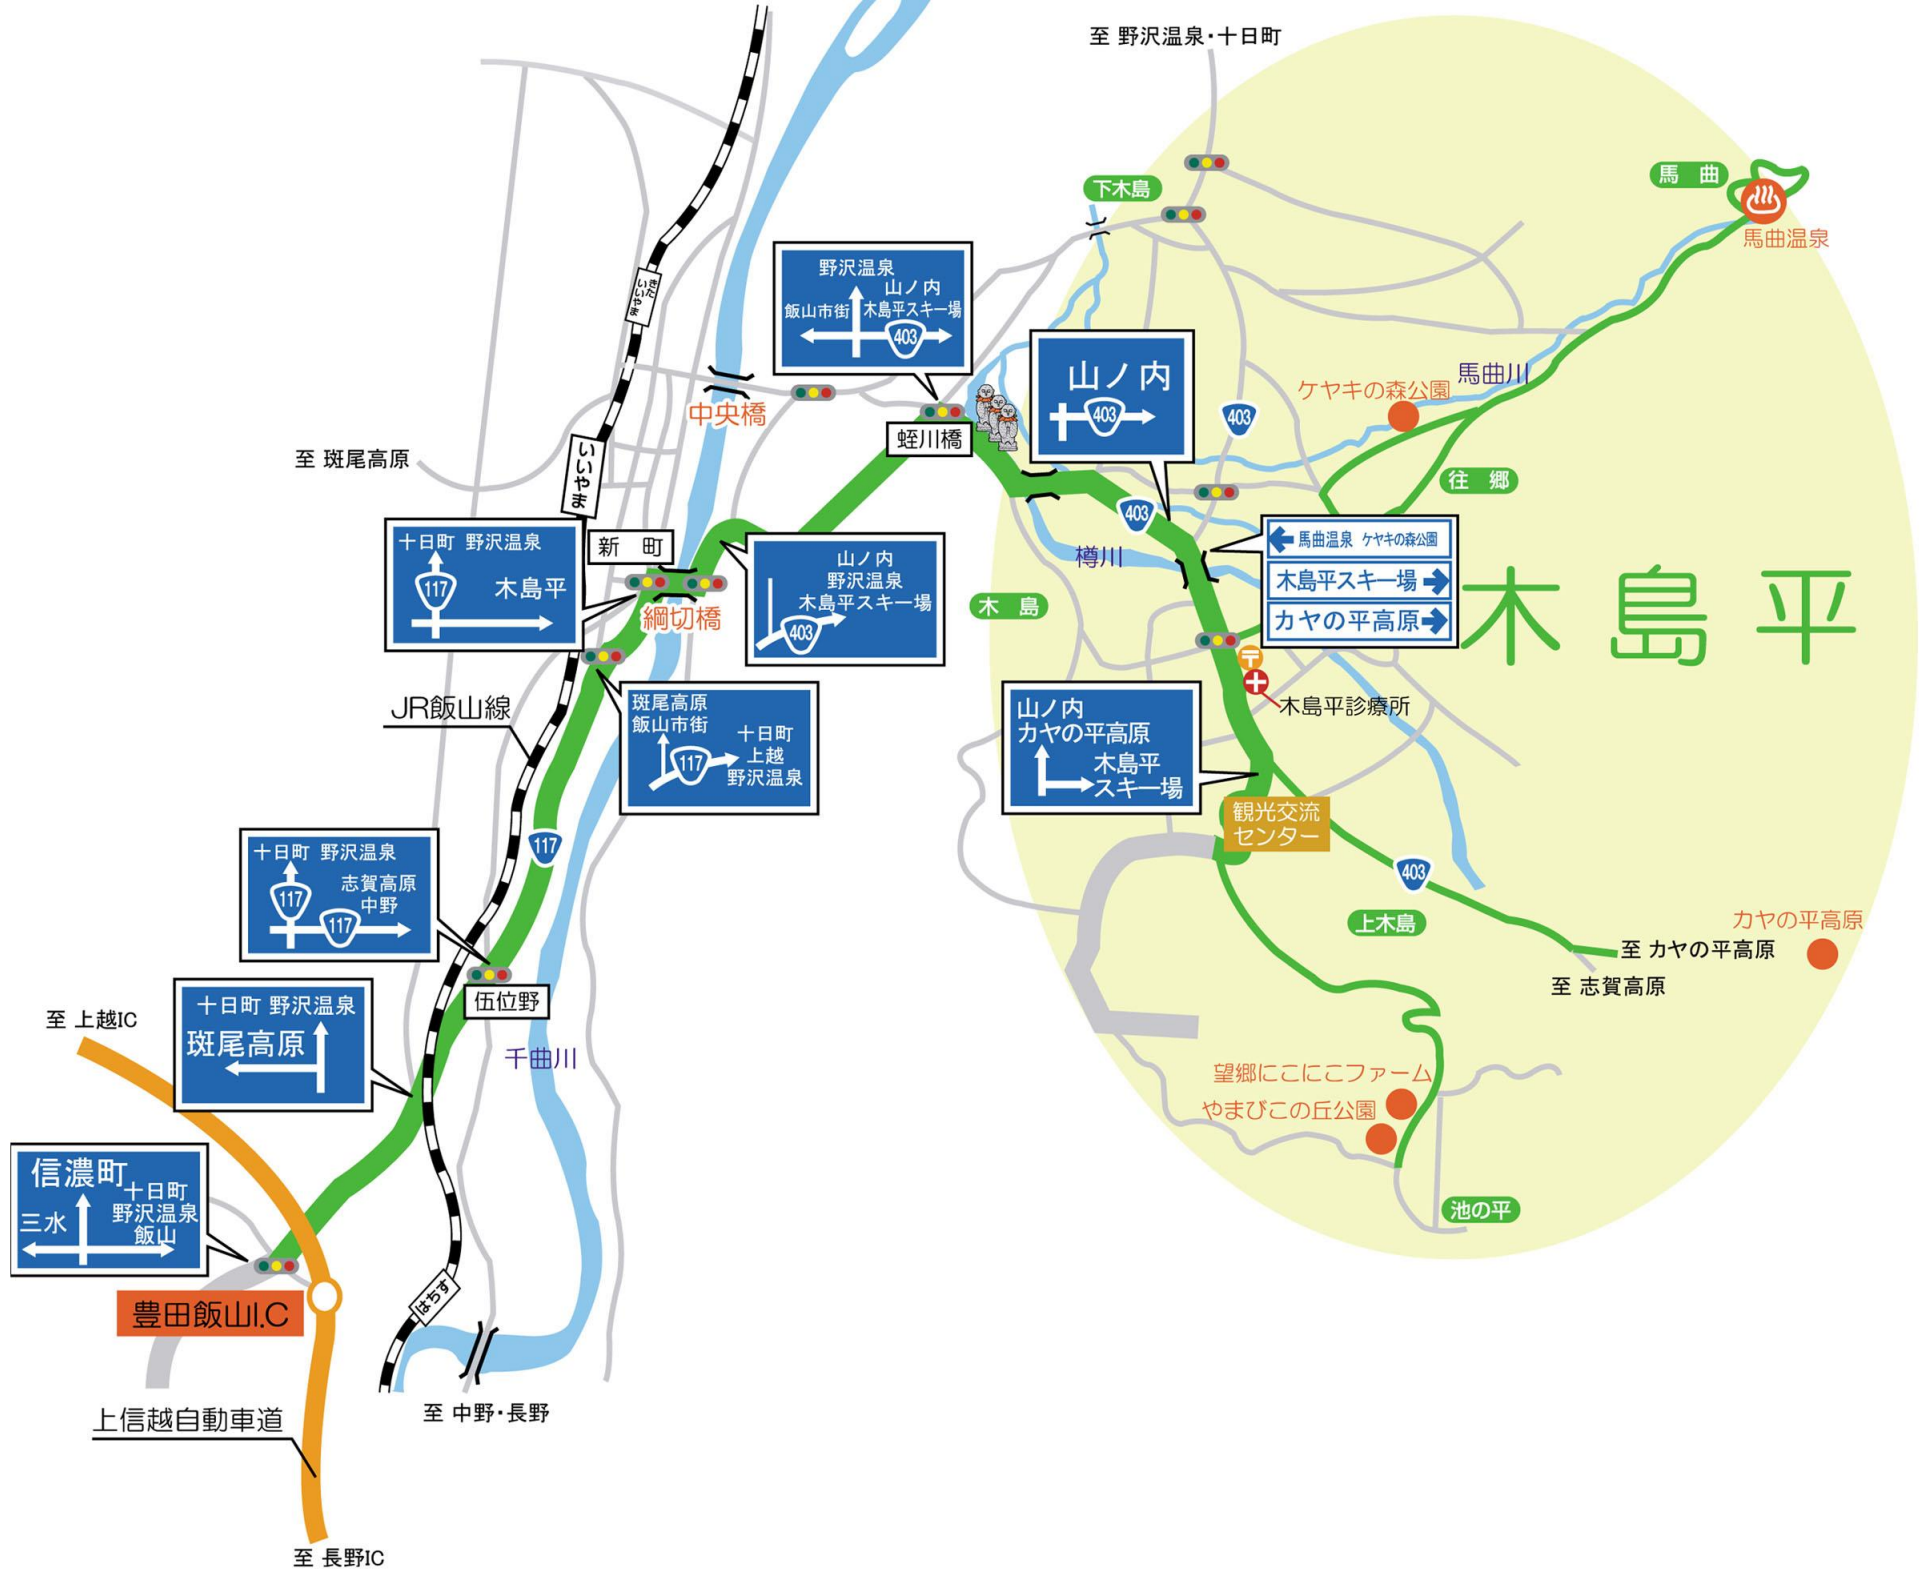 至 野沢温泉・十日町
馬 曲
馬曲温泉
下木島
野沢温泉
山ノ内
飯山市街
木島平スキー場
403
きた
いいやま
山ノ内
403
403
馬曲川
ケヤキの森公園
中央橋
蛭川橋
至 斑尾高原
いいやま
往 郷
403
十日町 野沢温泉
117
木島平
新 町
綱切橋
山ノ内
野沢温泉
木島平スキー場
403
樽川
馬曲温泉 ケヤキの森公園
木島平スキー場
カヤの平高原
木島平
木 島
〒
木島平診療所
JR飯山線
斑尾高原
飯山市街
117
十日町
上越
野沢温泉
山ノ内
カヤの平高原
木島平
スキー場
観光交流
センター
117
403
十日町 野沢温泉
117
志賀高原
中野
117
上木島
カヤの平高原
至 カヤの平高原
至 志賀高原
伍位野
十日町 野沢温泉
斑尾高原
至 上越IC
千曲川
望郷にこにこファーム
やまびこの丘公園
池の平
信濃町
三水
十日町
野沢温泉
飯山
はちす
豊田飯山I.C
上信越自動車道
至 中野・長野
至 長野IC